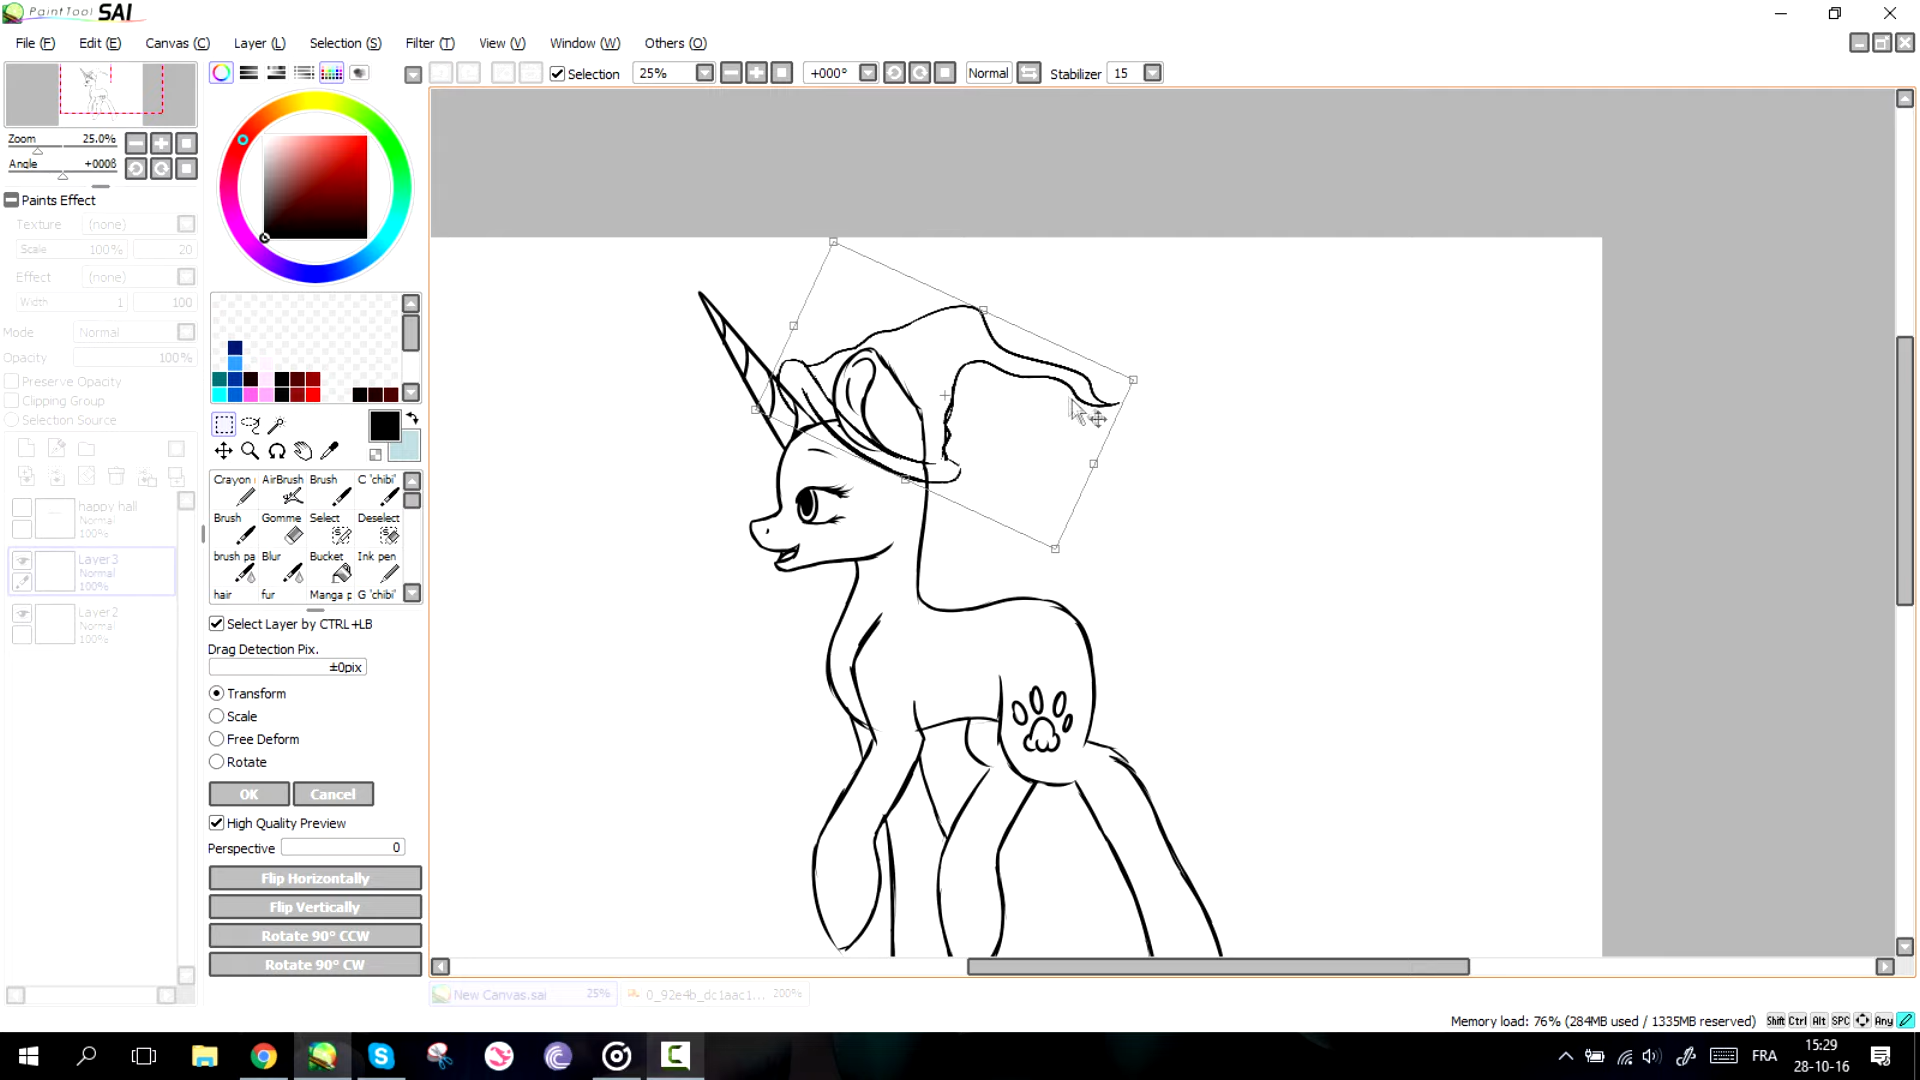 PaintTool SAI
File (F) Edit (E) Canvas (C) Layer (L) Selection (S) Filter (T) View (V) Window (W) Others (O)
Selection 25% +000° Normal Stabilizer 15
Zoom 25.0%
Angle +000ß
Paints Effect
Texture (none)
Scale 100% 20
Effect (none)
Width 1 100
Mode Normal
Opacity 100%
Preserve Opacity
Clipping Group
Selection Source
happy hall
Normal
100%
Layer3
Normal
100%
Layer2
Normal
100%
Crayon AirBrush Brush C 'chibi'
Brush Gomme Select Deselect
brush pa Blur Bucket Ink pen
hair fur Manga p G 'chibi'
Select Layer by CTRL+LB
Drag Detection Pix.
±0pix
Transform
Scale
Free Deform
Rotate
OK Cancel
High Quality Preview
Perspective 0
Flip Horizontally
Flip Vertically
Rotate 90° CCW
Rotate 90° CW
New Canvas.sai 25% 0_92e4b_dc1aac1... 200%
Memory load: 76% (284MB used / 1335MB reserved) Shift Ctrl Alt SPC Any
FRA 15:29
28-10-16